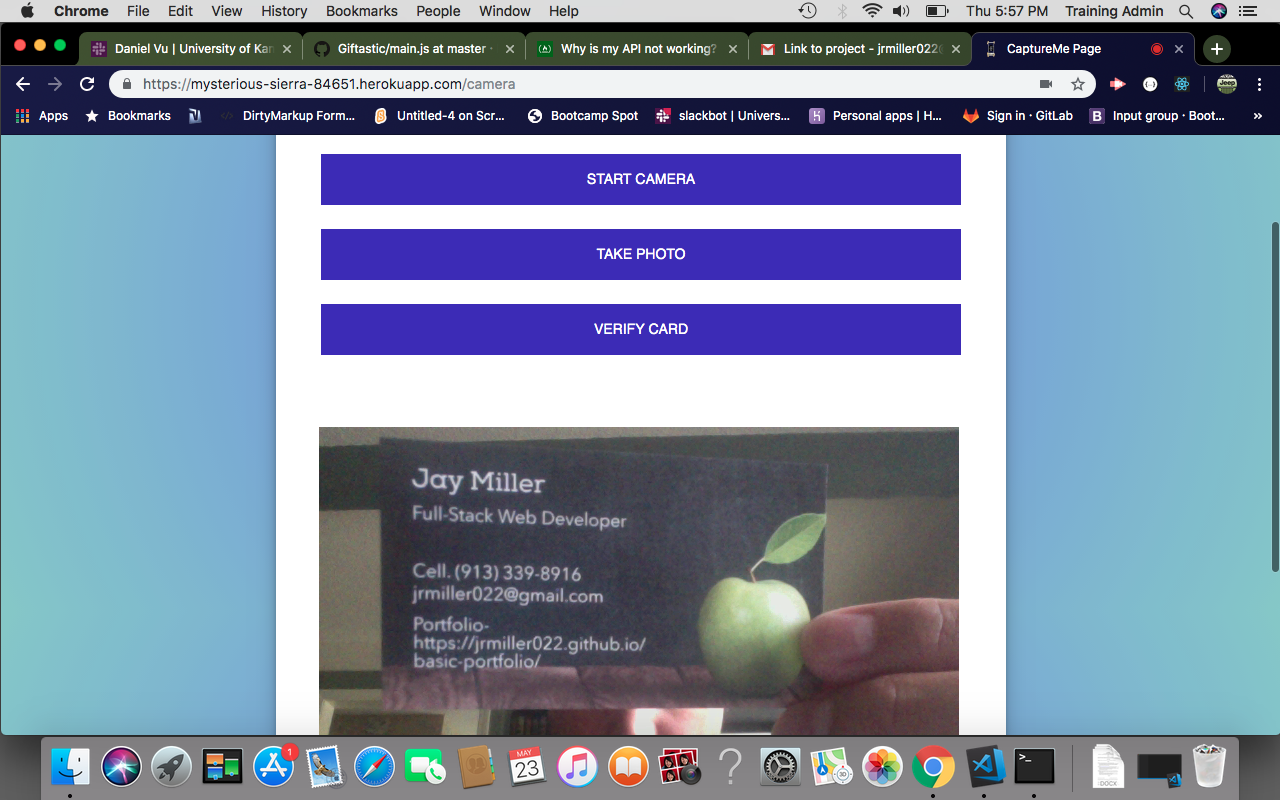 Chrome File Edit View History Bookmarks People Window Help Thu 5:57 PM Training Admin
Daniel Vu | University of Kan Giftastic/main.js at master · Why is my API not working? Link to project - jrmiller022@ CaptureMe Page
https://mysterious-sierra-84651.herokuapp.com/camera
Apps Bookmarks DirtyMarkup Form... Untitled-4 on Scr... Bootcamp Spot slackbot | Univers... Personal apps | H... Sign in · GitLab B Input group · Boot... »
START CAMERA
TAKE PHOTO
VERIFY CARD
Jay Miller
Full-Stack Web Developer
Cell. (913) 339-8916
jrmiller022@gmail.com
Portfolio-
https://jrmiller022.github.io/
basic-portfolio/
1
MAY
23
3D
>_
DOCX